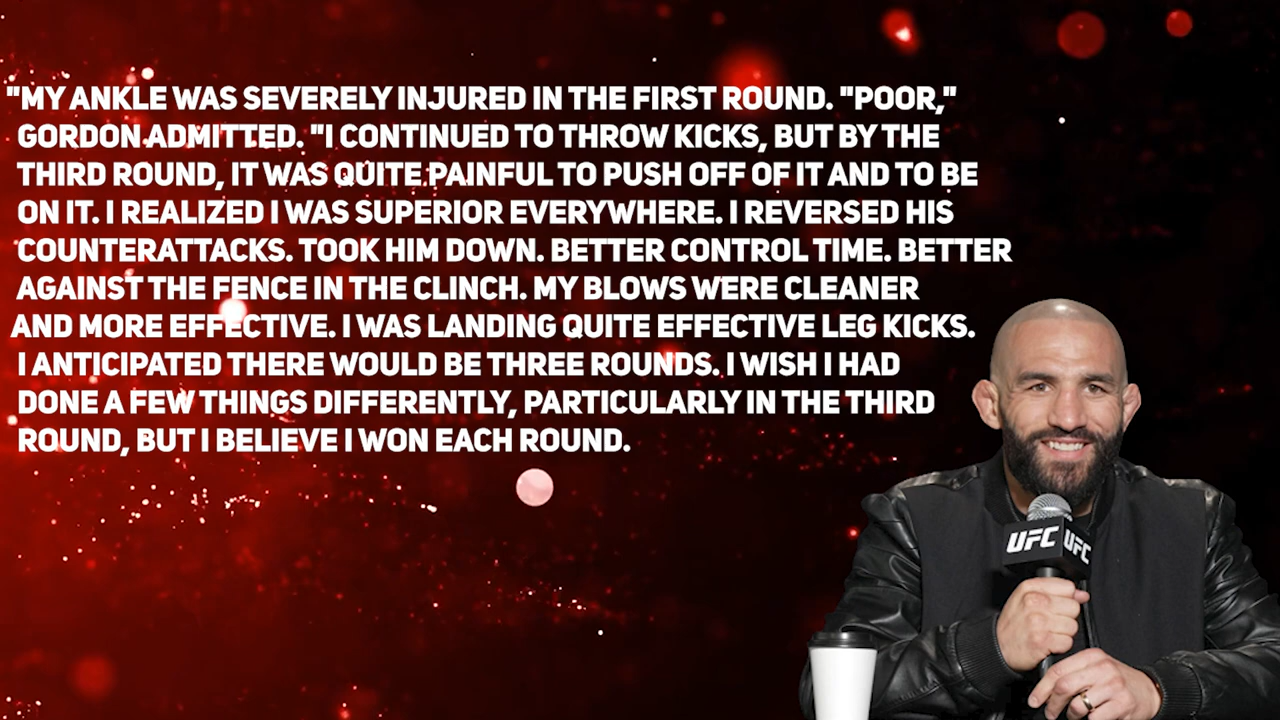 "MY ANKLE WAS SEVERELY INJURED IN THE FIRST ROUND. "POOR,"
GORDON ADMITTED. "I CONTINUED TO THROW KICKS, BUT BY THE
THIRD ROUND, IT WAS QUITE PAINFUL TO PUSH OFF OF IT AND TO BE
ON IT. I REALIZED I WAS SUPERIOR EVERYWHERE. I REVERSED HIS
COUNTERATTACKS. TOOK HIM DOWN. BETTER CONTROL TIME. BETTER
AGAINST THE FENCE IN THE CLINCH. MY BLOWS WERE CLEANER
AND MORE EFFECTIVE. I WAS LANDING QUITE EFFECTIVE LEG KICKS.
I ANTICIPATED THERE WOULD BE THREE ROUNDS. I WISH I HAD
DONE A FEW THINGS DIFFERENTLY, PARTICULARLY IN THE THIRD
ROUND, BUT I BELIEVE I WON EACH ROUND.
UFC UFC